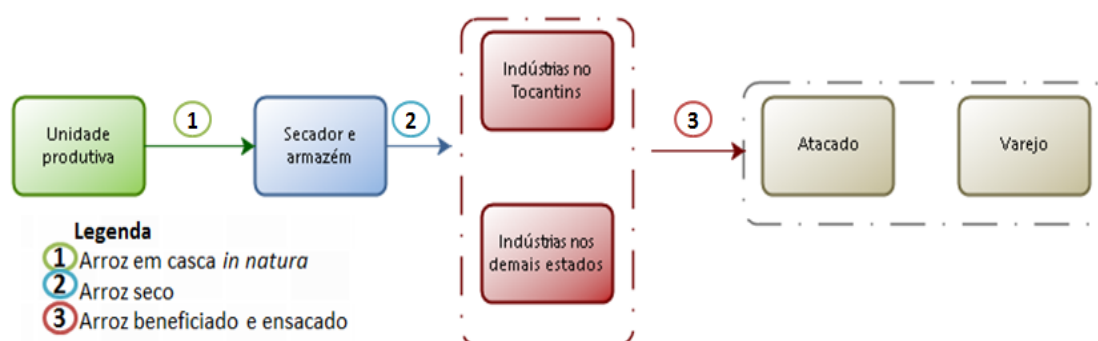 Unidade
produtiva
1
Secador e
armazém
2
Indústrias no
Tocantins
Indústrias nos
demais estados
3
Atacado
Varejo
Legenda
1 Arroz em casca in natura
2 Arroz seco
3 Arroz beneficiado e ensacado